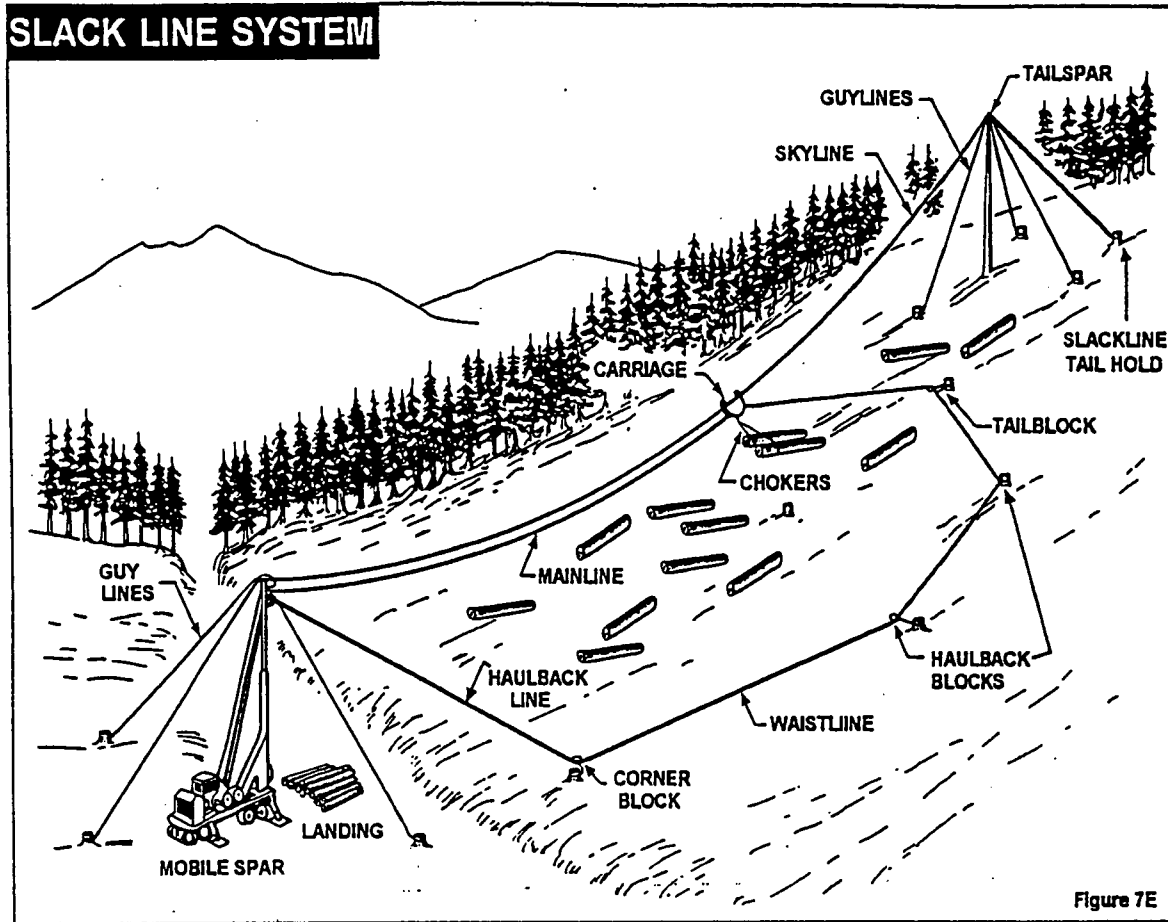 SLACK LINE SYSTEM
TAILSPAR
GUYLINES
SKYLINE
SLACKLINE
TAIL HOLD
CARRIAGE
TAILBLOCK
CHOKERS
MAINLINE
GUY
LINES
HAULBACK
LINE
HAULBACK
BLOCKS
WAISTLIINE
CORNER
BLOCK
LANDING
MOBILE SPAR
Figure 7E